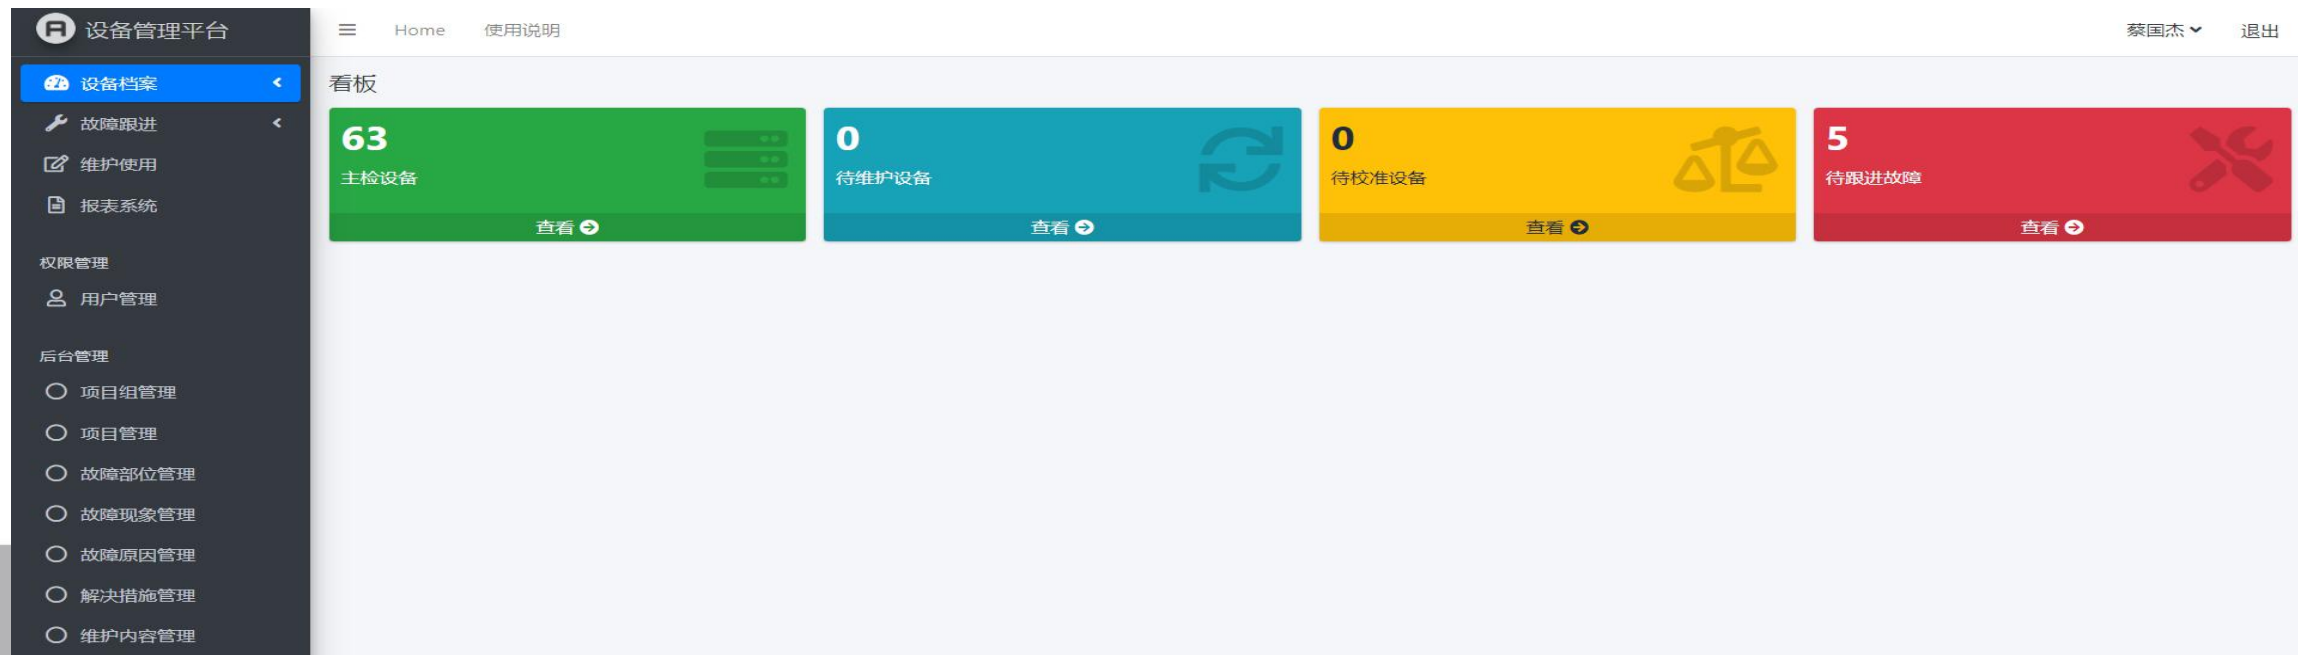 设备管理平台
Home 使用说明
蔡国杰 退出
设备档案
故障跟进
维护使用
报表系统
权限管理
用户管理
后台管理
项目组管理
项目管理
故障部位管理
故障现象管理
故障原因管理
解决措施管理
维护内容管理
看板
63
主检设备
查看
0
待维护设备
查看
0
待校准设备
查看
5
待跟进故障
查看